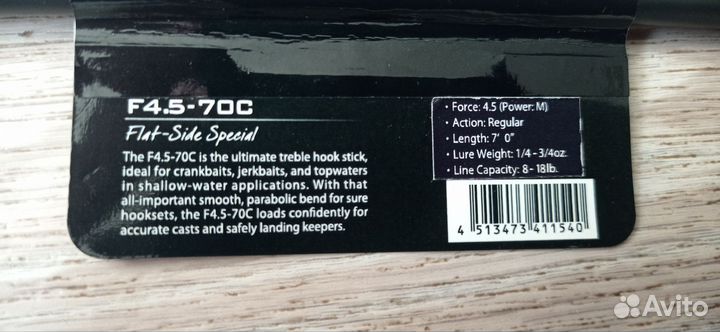 F4.5-70C
Flat-Side Special
The F4.5-70C is the ultimate treble hook stick,
ideal for crankbaits, jerkbaits, and topwaters
in shallow-water applications. With that
all-important smooth, parabolic bend for sure
hooksets, the F4.5-70C loads confidently for
accurate casts and safely landing keepers.
· Force: 4.5 (Power: M)
· Action: Regular
· Length: 7' 0"
· Lure Weight: 1/4 - 3/4oz.
· Line Capacity: 8 - 18lb.
4 513473 411540
Avito